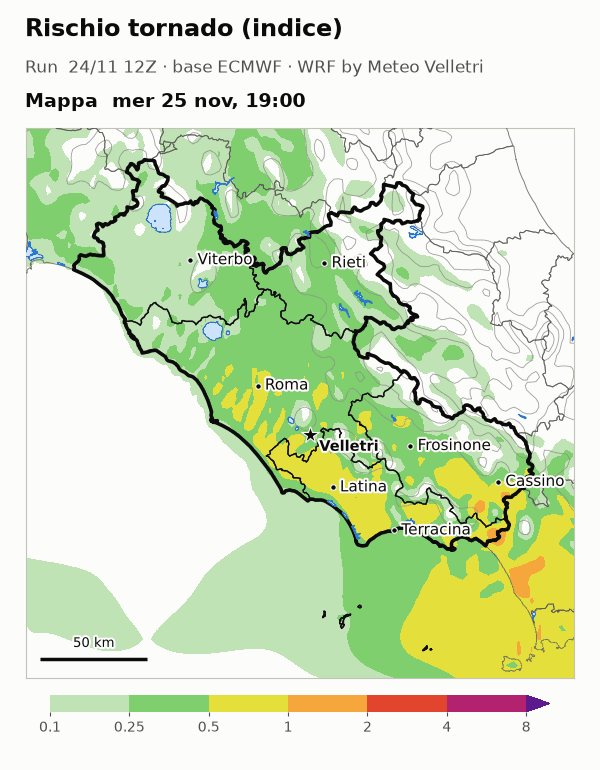 Rischio tornado (indice)
Run  24/11 12Z · base ECMWF · WRF by Meteo Velletri
Mappa  mer 25 nov, 19:00
Viterbo
Rieti
Roma
Velletri
Frosinone
Cassino
Latina
Terracina
50 km
0.1 0.25 0.5 1 2 4 8